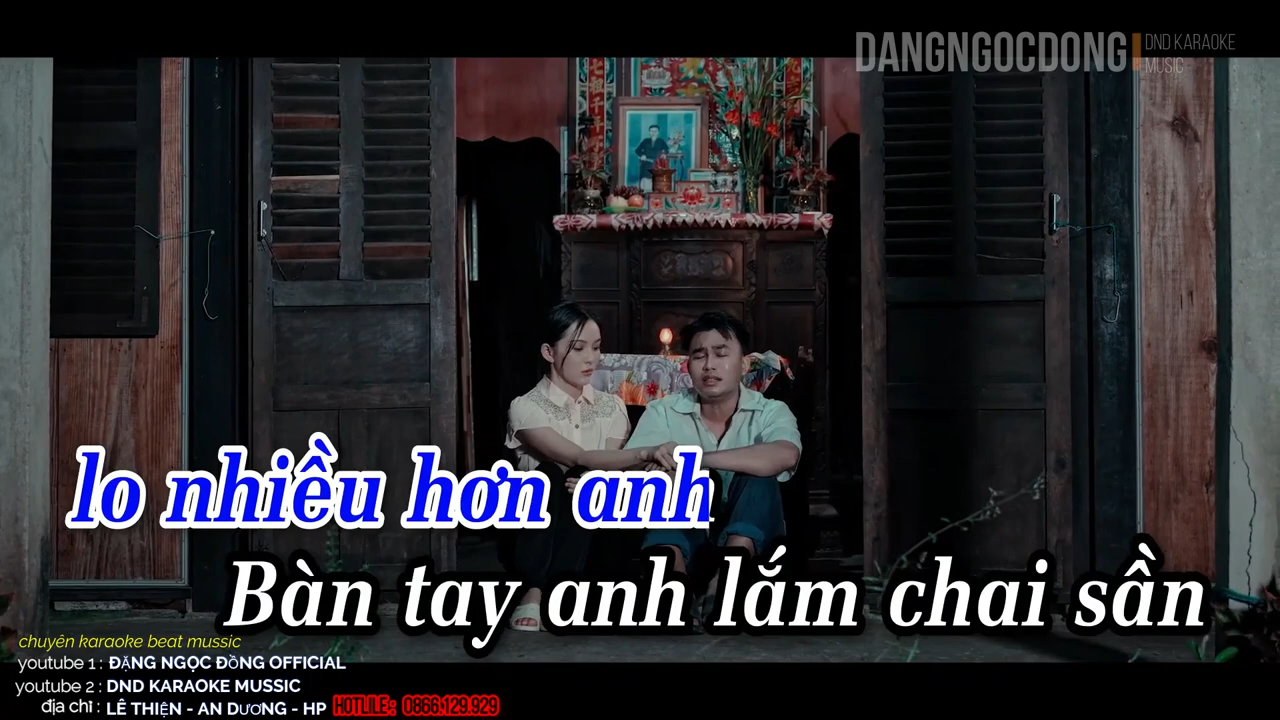 DANGNGOCDONG
DND KARAOKE
MUSIC
lo nhiều hơn anh
Bàn tay anh lắm chai sần
chuyên karaoke beat mussic
youtube 1 : ĐẶNG NGỌC ĐỒNG OFFICIAL
youtube 2 : DND KARAOKE MUSSIC
địa chỉ : LÊ THIỆN - AN DƯƠNG - HP HOTLILE: 0866.129.929